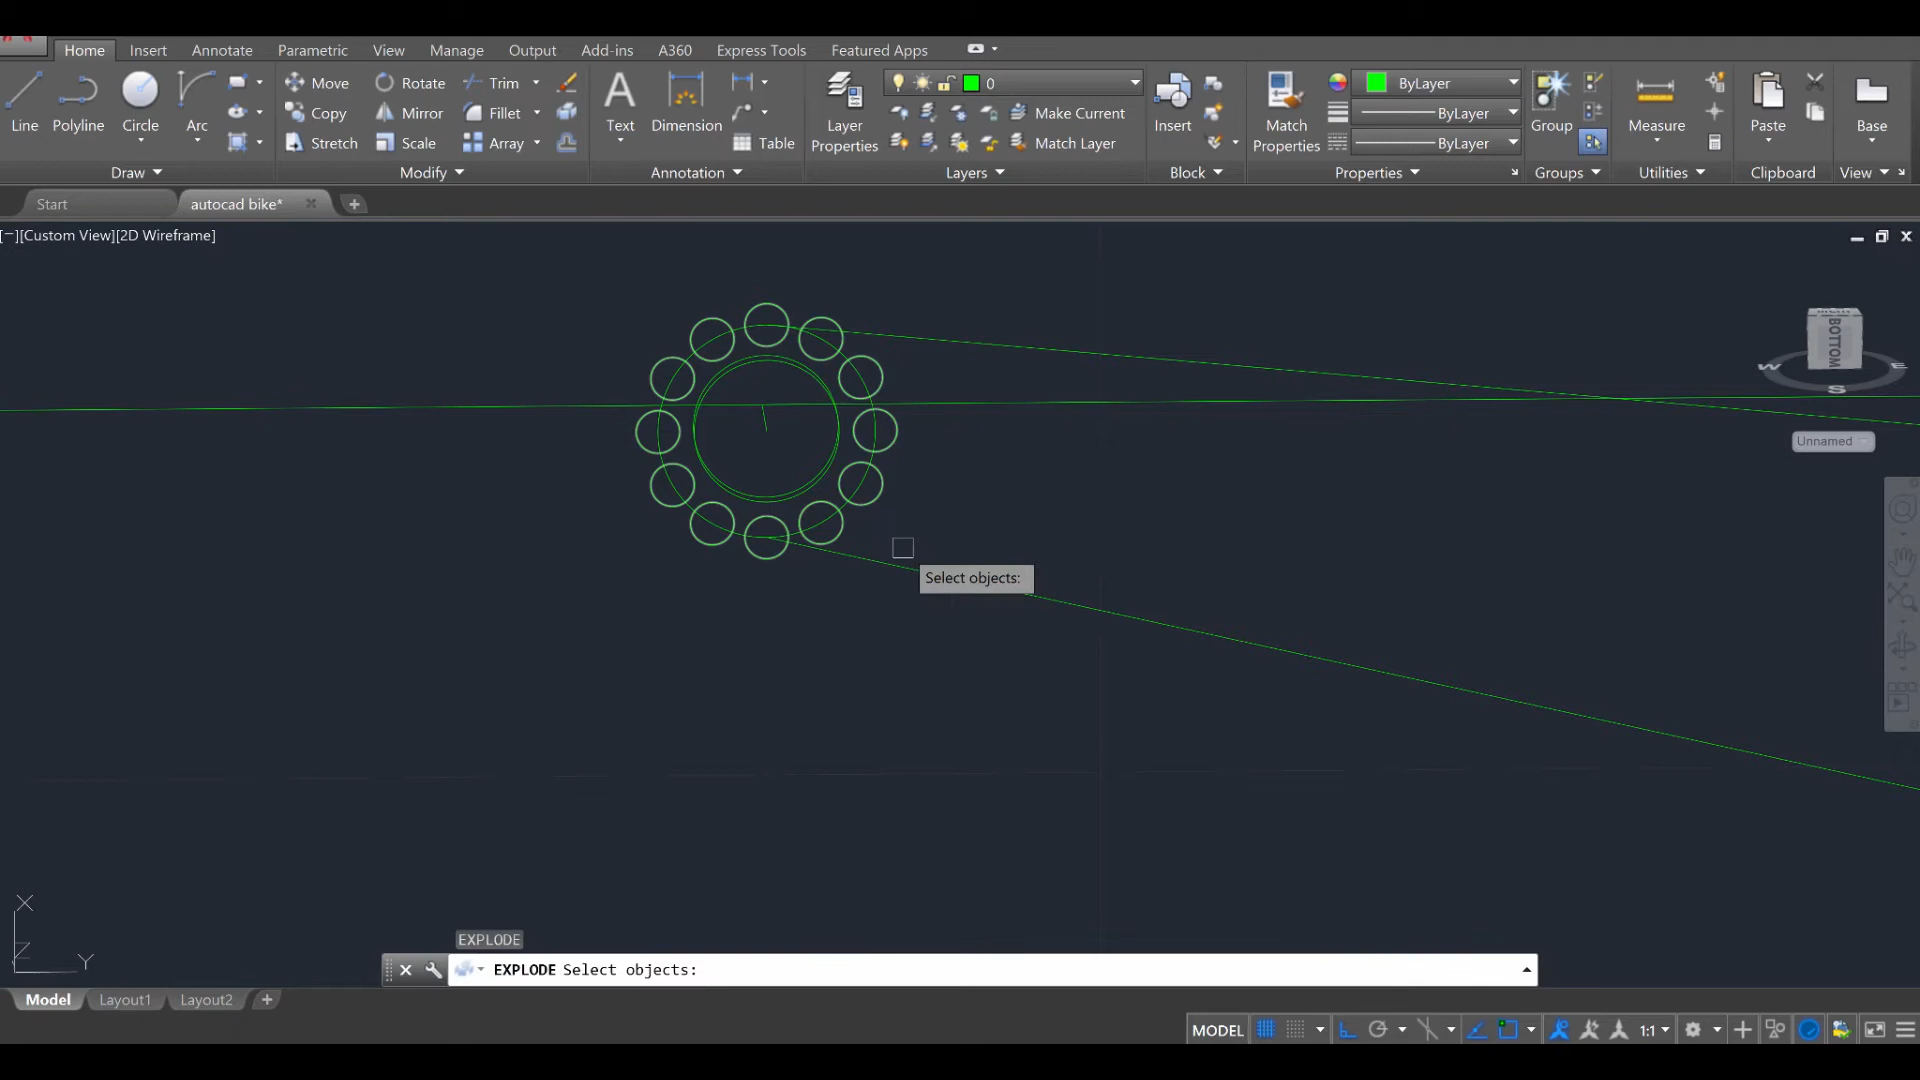 Home Insert Annotate Parametric View Manage Output Add-ins A360 Express Tools Featured Apps
Line Polyline Circle Arc
Move Rotate Trim
Copy Mirror Fillet
Stretch Scale Array
Text Dimension
Table
Layer Properties
0
Make Current
Match Layer
Insert
Match Properties
ByLayer
ByLayer
ByLayer
Group
Measure
Paste
Base
Draw Modify Annotation Layers Block Properties Groups Utilities Clipboard View
Start autocad bike*
[−][Custom View][2D Wireframe]
RIGHT
BOTTOM
W E
S
Unnamed
Select objects:
X
Z
Y
EXPLODE
EXPLODE Select objects:
Model Layout1 Layout2
MODEL 1:1